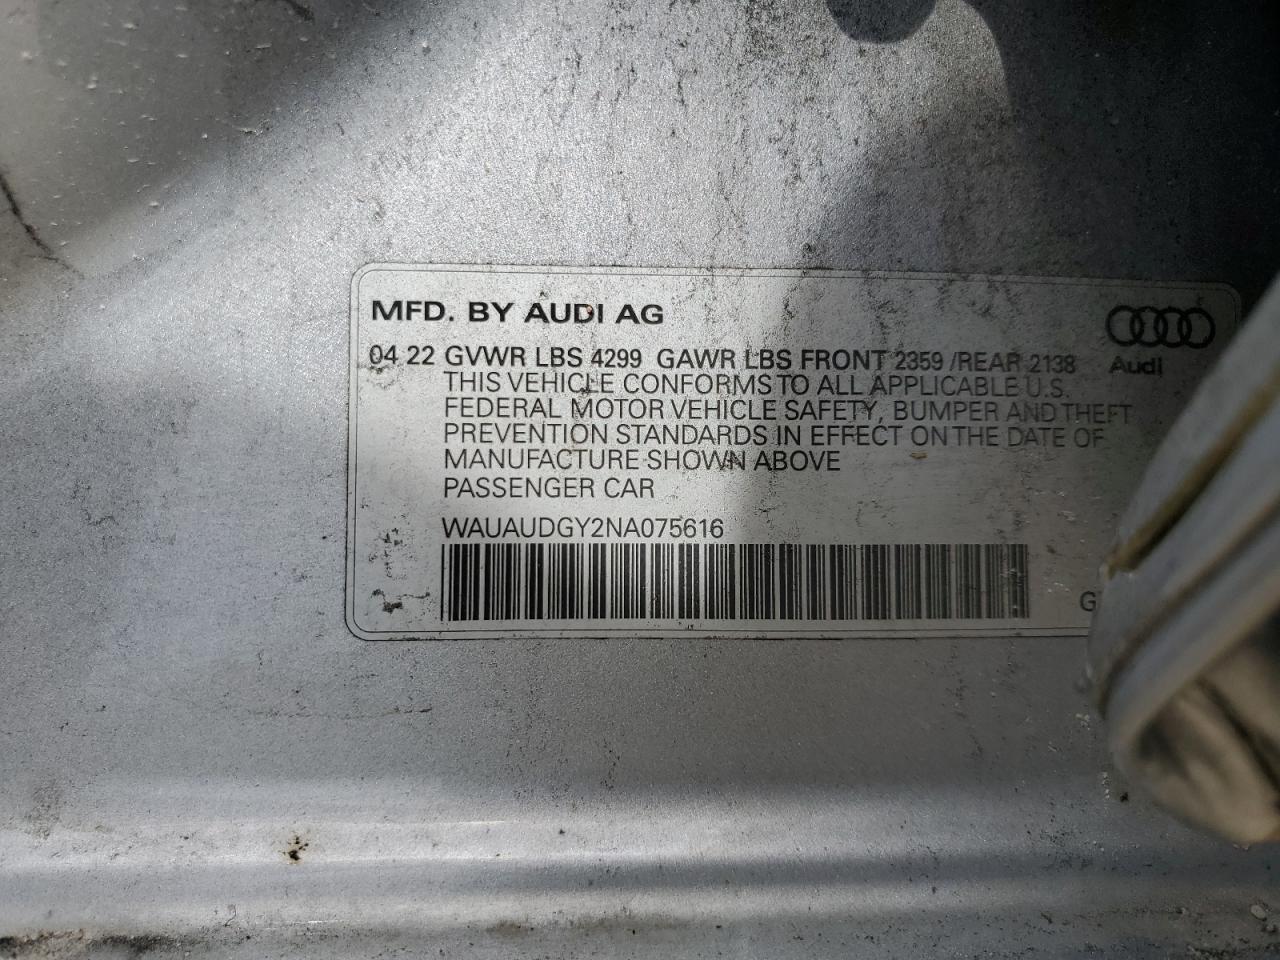 MFD. BY AUDI AG
04 22 GVWR LBS 4299 GAWR LBS FRONT 2359 /REAR 2138
Audi
THIS VEHICLE CONFORMS TO ALL APPLICABLE U.S.
FEDERAL MOTOR VEHICLE SAFETY, BUMPER AND THEFT
PREVENTION STANDARDS IN EFFECT ON THE DATE OF
MANUFACTURE SHOWN ABOVE
PASSENGER CAR
WAUAUDGY2NA075616